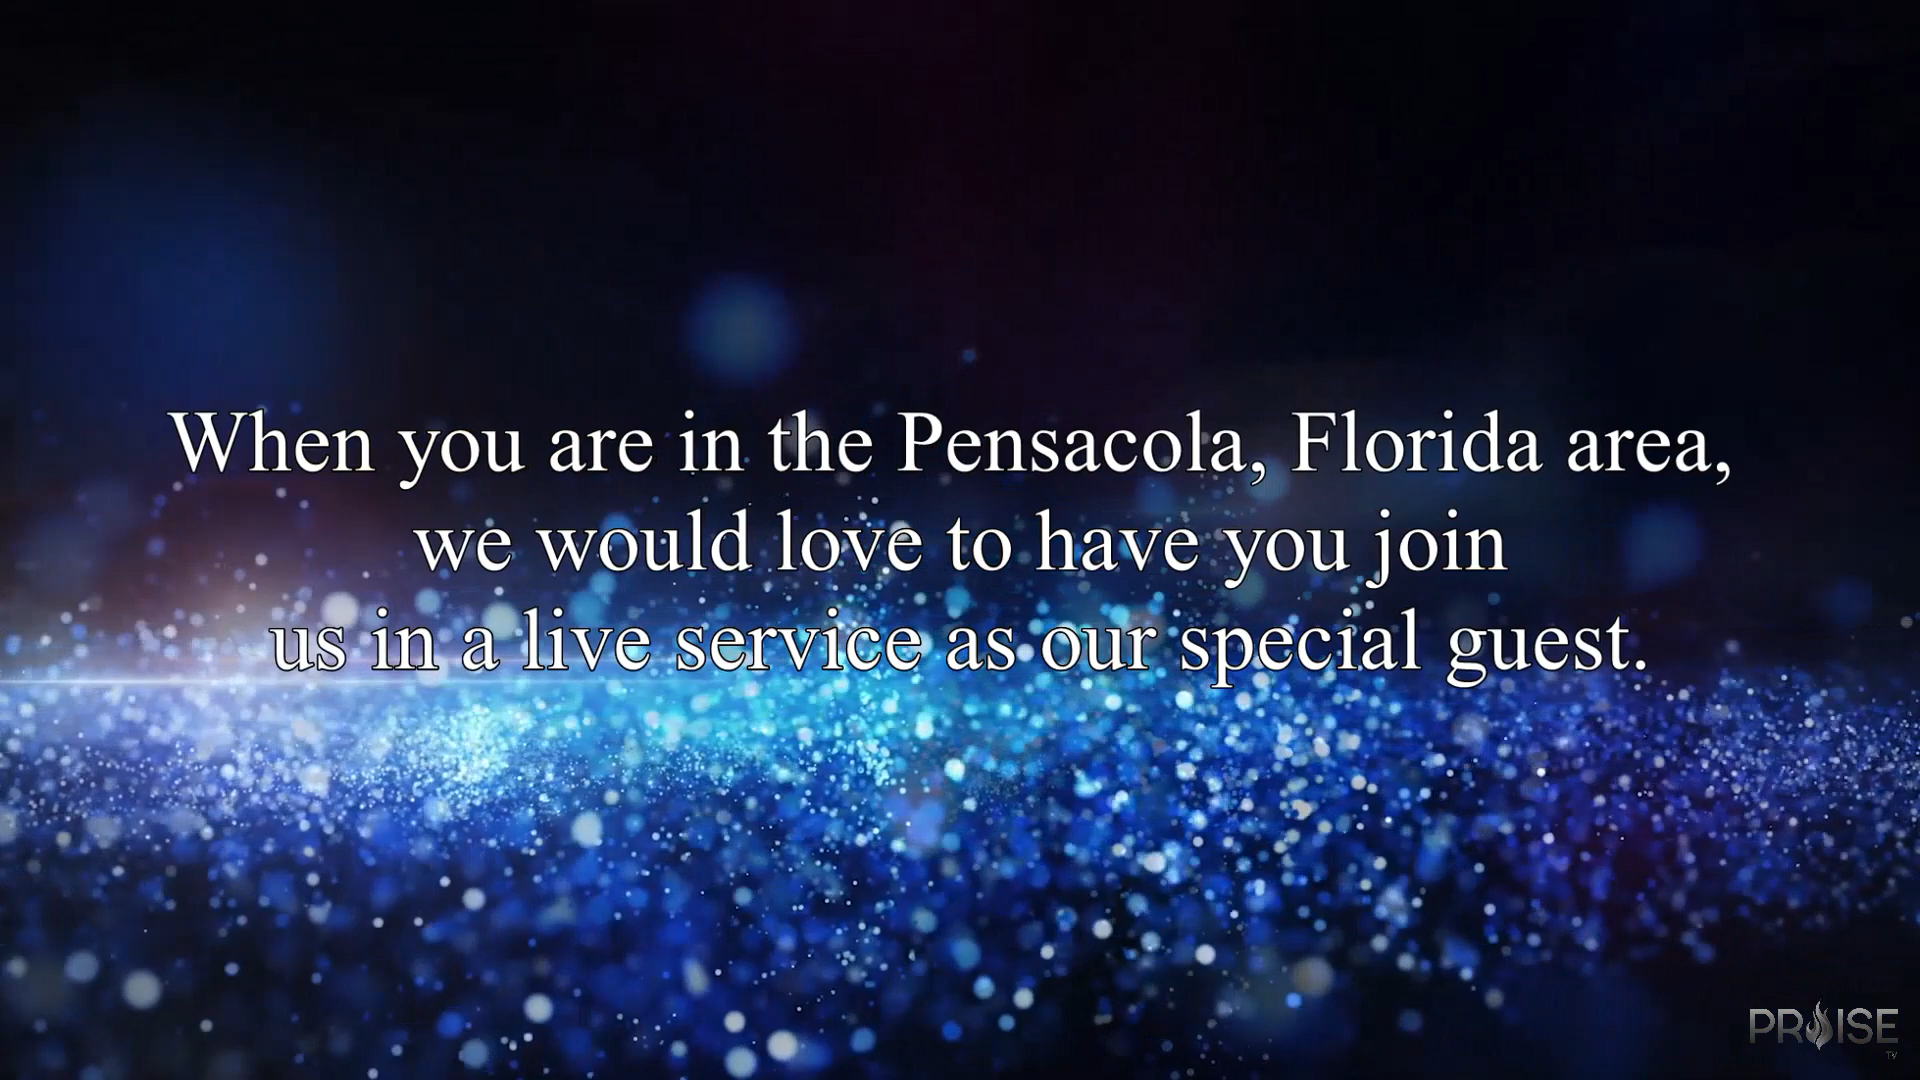 When you are in the Pensacola, Florida area,
we would love to have you join
us in a live service as our special guest.
PRAISE
TV